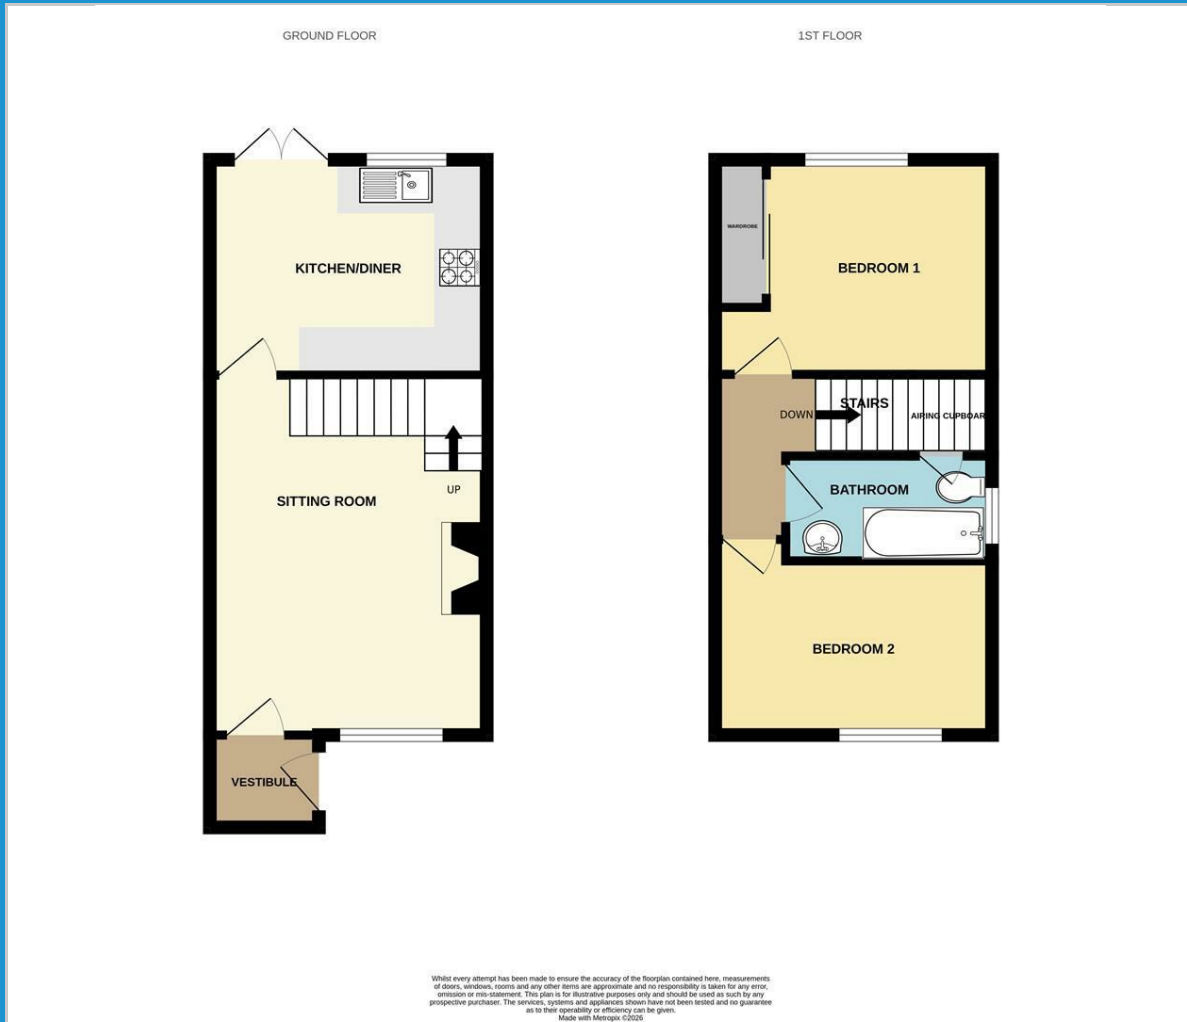 GROUND FLOOR
1ST FLOOR
KITCHEN/DINER
SITTING ROOM
UP
VESTIBULE
WARDROBE
BEDROOM 1
STAIRS
DOWN
AIRING CUPBOAR
BATHROOM
BEDROOM 2
Whilst every attempt has been made to ensure the accuracy of the floorplan contained here, measurements
of doors, windows, rooms and any other items are approximate and no responsibility is taken for any error,
omission or mis-statement. This plan is for illustrative purposes only and should be used as such by any
prospective purchaser. The services, systems and appliances shown have not been tested and no guarantee
as to their operability or efficiency can be given.
Made with Metropix ©2026